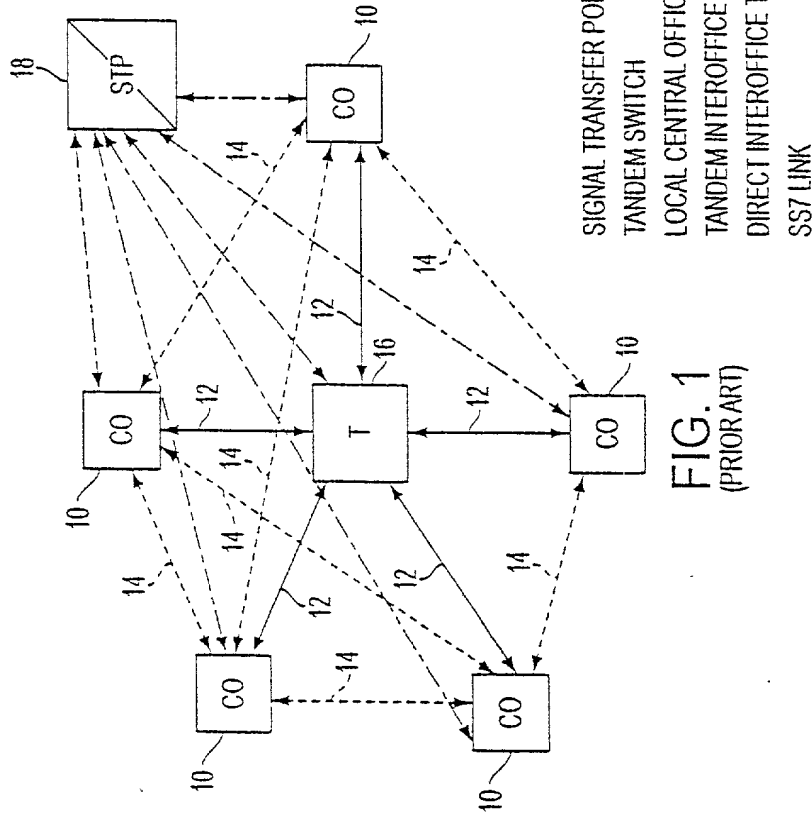 18
STP
10
CO
14
12
14
10
CO
12
16
T
14
14
12
10
CO
14
10
CO
12
12
14
14
10
CO
10
CO
FIG. 1
(PRIOR ART)
SIGNAL TRANSFER PO
TANDEM SWITCH
LOCAL CENTRAL OFFIC
TANDEM INTEROFFICE
DIRECT INTEROFFICE T
SS7 LINK